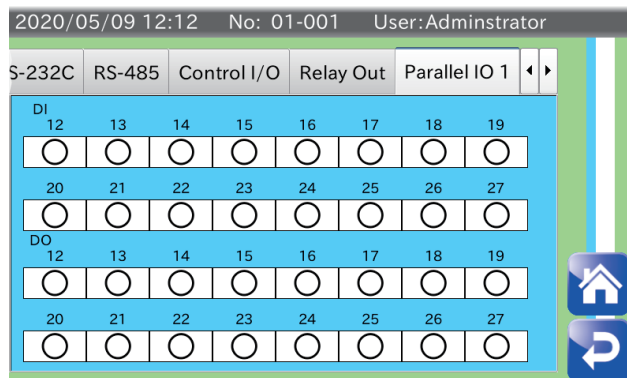 2020/05/09 12:12 No: 01-001 User:Adminstrator
S-232C RS-485 Control I/O Relay Out Parallel IO 1
DI
12 13 14 15 16 17 18 19
20 21 22 23 24 25 26 27
DO
12 13 14 15 16 17 18 19
20 21 22 23 24 25 26 27